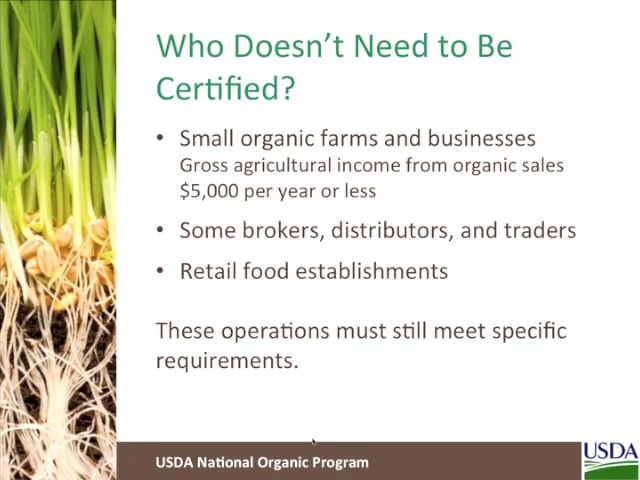 Who Doesn't Need to Be
Certified?
• Small organic farms and businesses
Gross agricultural income from organic sales
$5,000 per year or less
• Some brokers, distributors, and traders
• Retail food establishments
These operations must still meet specific
requirements.
USDA National Organic Program
USDA